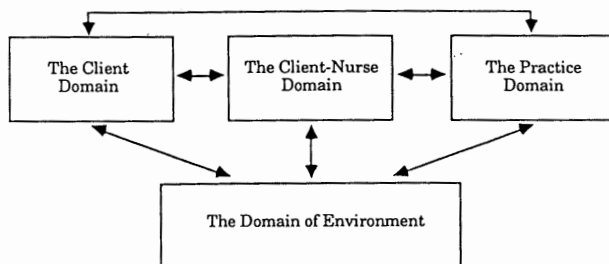 The Client
Domain
The Client-Nurse
Domain
The Practice
Domain
The Domain of Environment